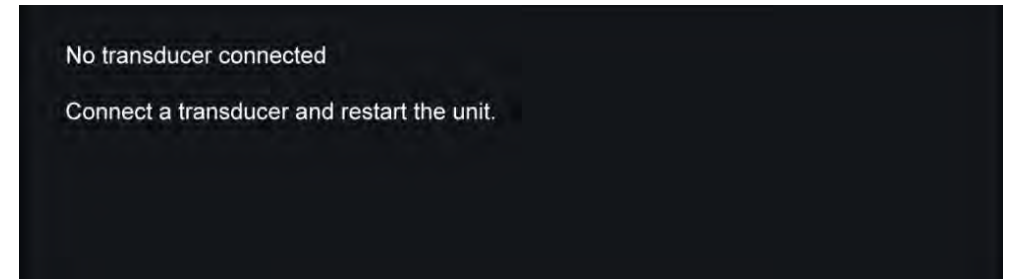 No transducer connected
Connect a transducer and restart the unit.